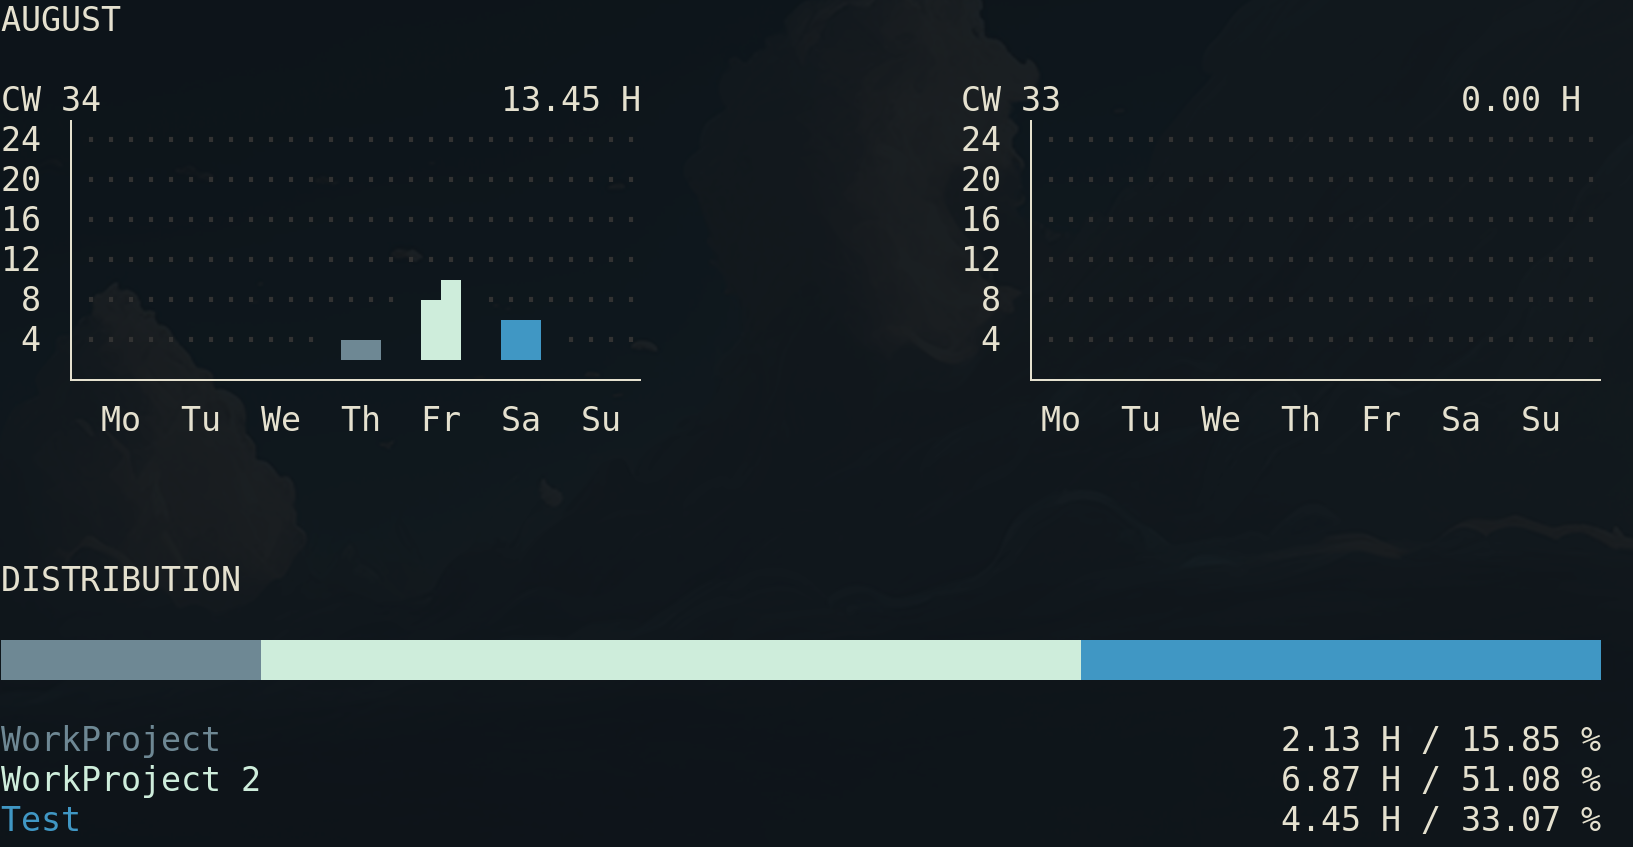 AUGUST
CW 34 13.45 H
24
20
16
12
8
4
Mo Tu We Th Fr Sa Su
CW 33 0.00 H
24
20
16
12
8
4
Mo Tu We Th Fr Sa Su
DISTRIBUTION
WorkProject 2.13 H / 15.85 %
WorkProject 2 6.87 H / 51.08 %
Test 4.45 H / 33.07 %